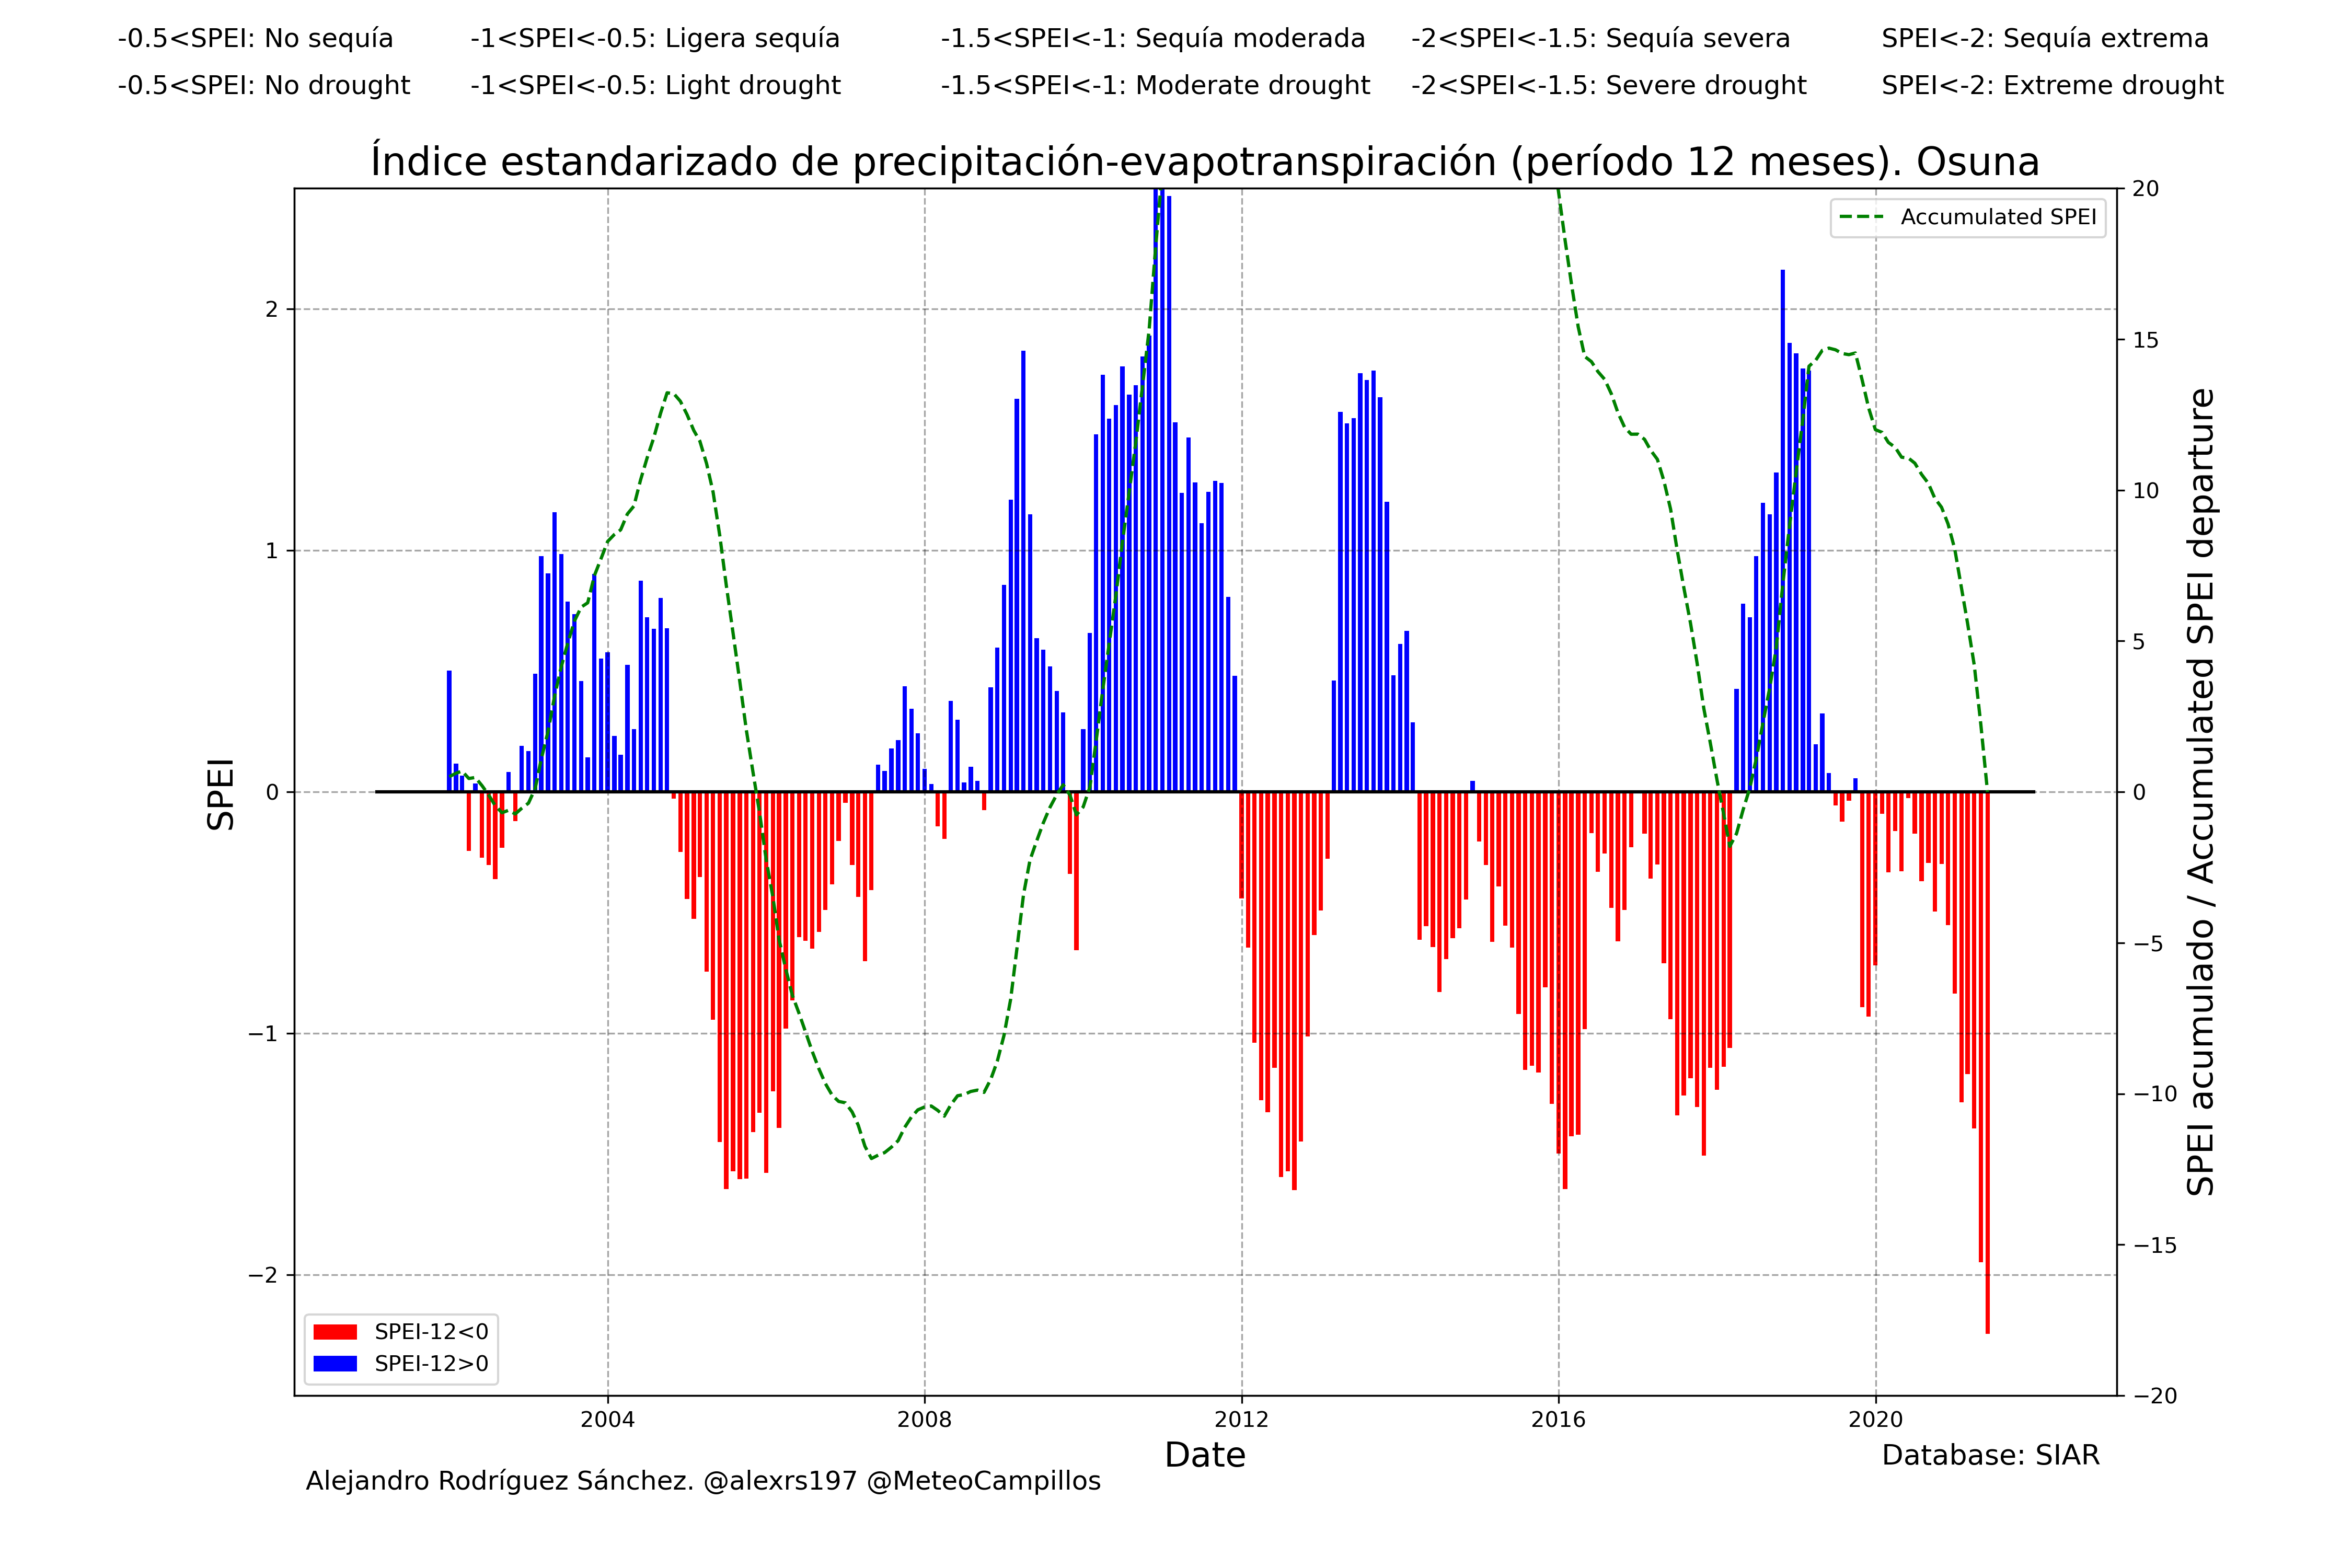 -0.5<SPEI: No sequía -1<SPEI<-0.5: Ligera sequía -1.5<SPEI<-1: Sequía moderada -2<SPEI<-1.5: Sequía severa SPEI<-2: Sequía extrema
-0.5<SPEI: No drought -1<SPEI<-0.5: Light drought -1.5<SPEI<-1: Moderate drought -2<SPEI<-1.5: Severe drought SPEI<-2: Extreme drought
Índice estandarizado de precipitación-evapotranspiración (período 12 meses). Osuna
SPEI
2
1
0
−1
−2
20
15
10
5
0
−5
−10
−15
−20
SPEI acumulado / Accumulated SPEI departure
Accumulated SPEI
SPEI-12<0
SPEI-12>0
2004 2008 2012 2016 2020
Date
Database: SIAR
Alejandro Rodríguez Sánchez. @alexrs197 @MeteoCampillos